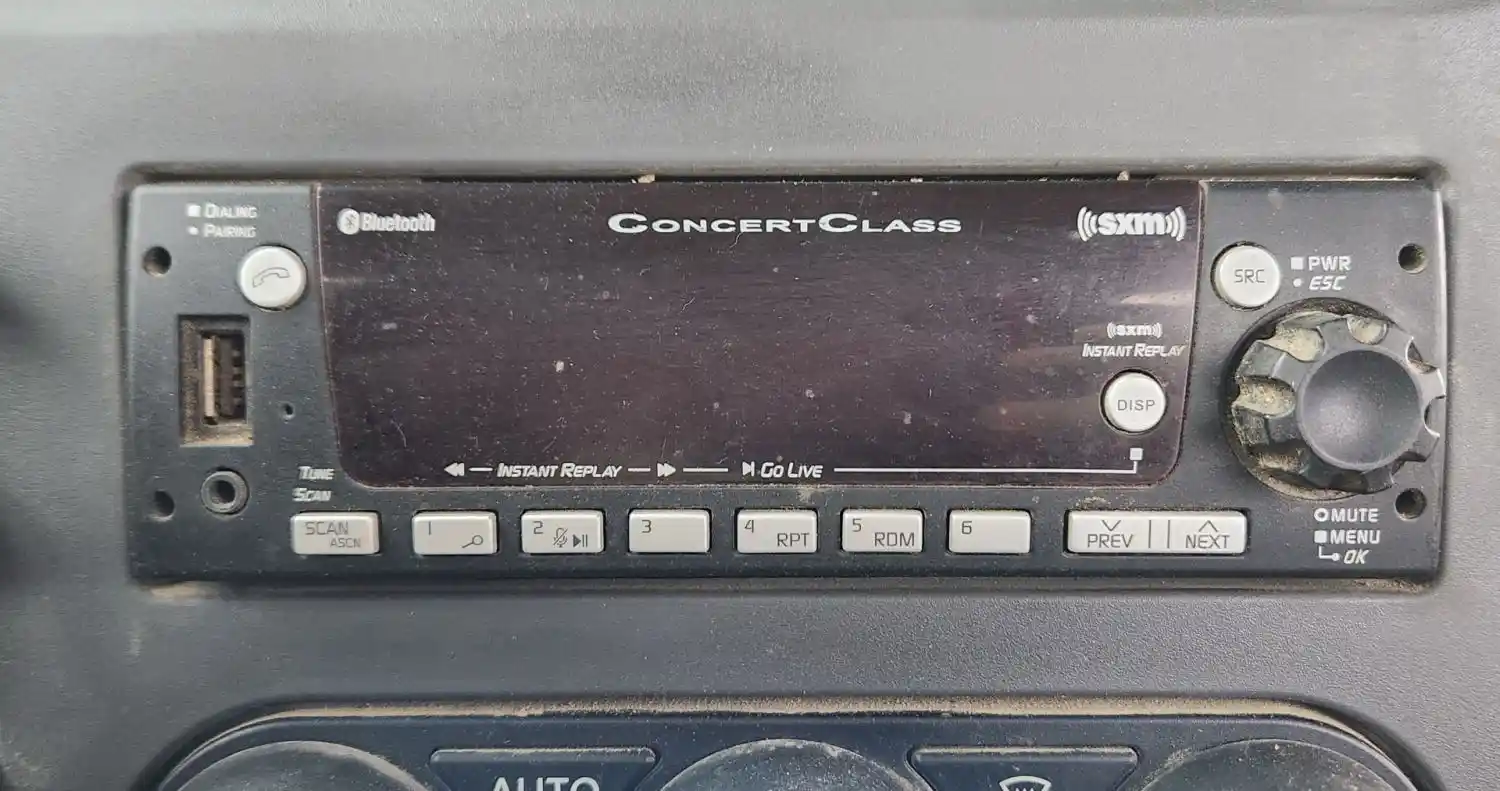 DIALING
PAIRING
Bluetooth
CONCERTCLASS
((sxm))
SRC
PWR
ESC
((sxm))
INSTANT REPLAY
DISP
INSTANT REPLAY
GO LIVE
TUNE
SCAN
SCAN
ASCN
1
2
3
4 RPT
5 RDM
6
PREV
NEXT
MUTE
MENU
OK
AUTO